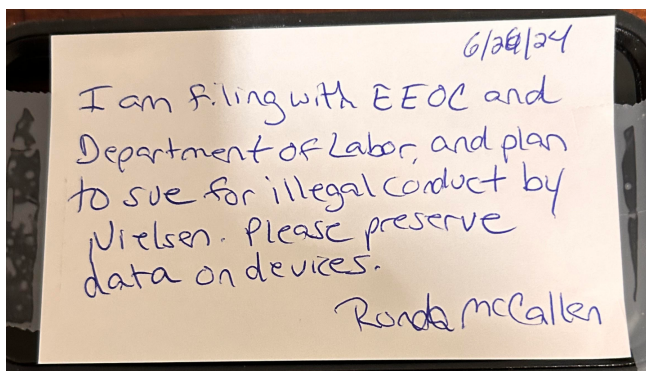 6/26/24
I am filing with EEOC and
Department of Labor, and plan
to sue for illegal conduct by
Nielsen. Please preserve
data on devices.
Ronda McCallen